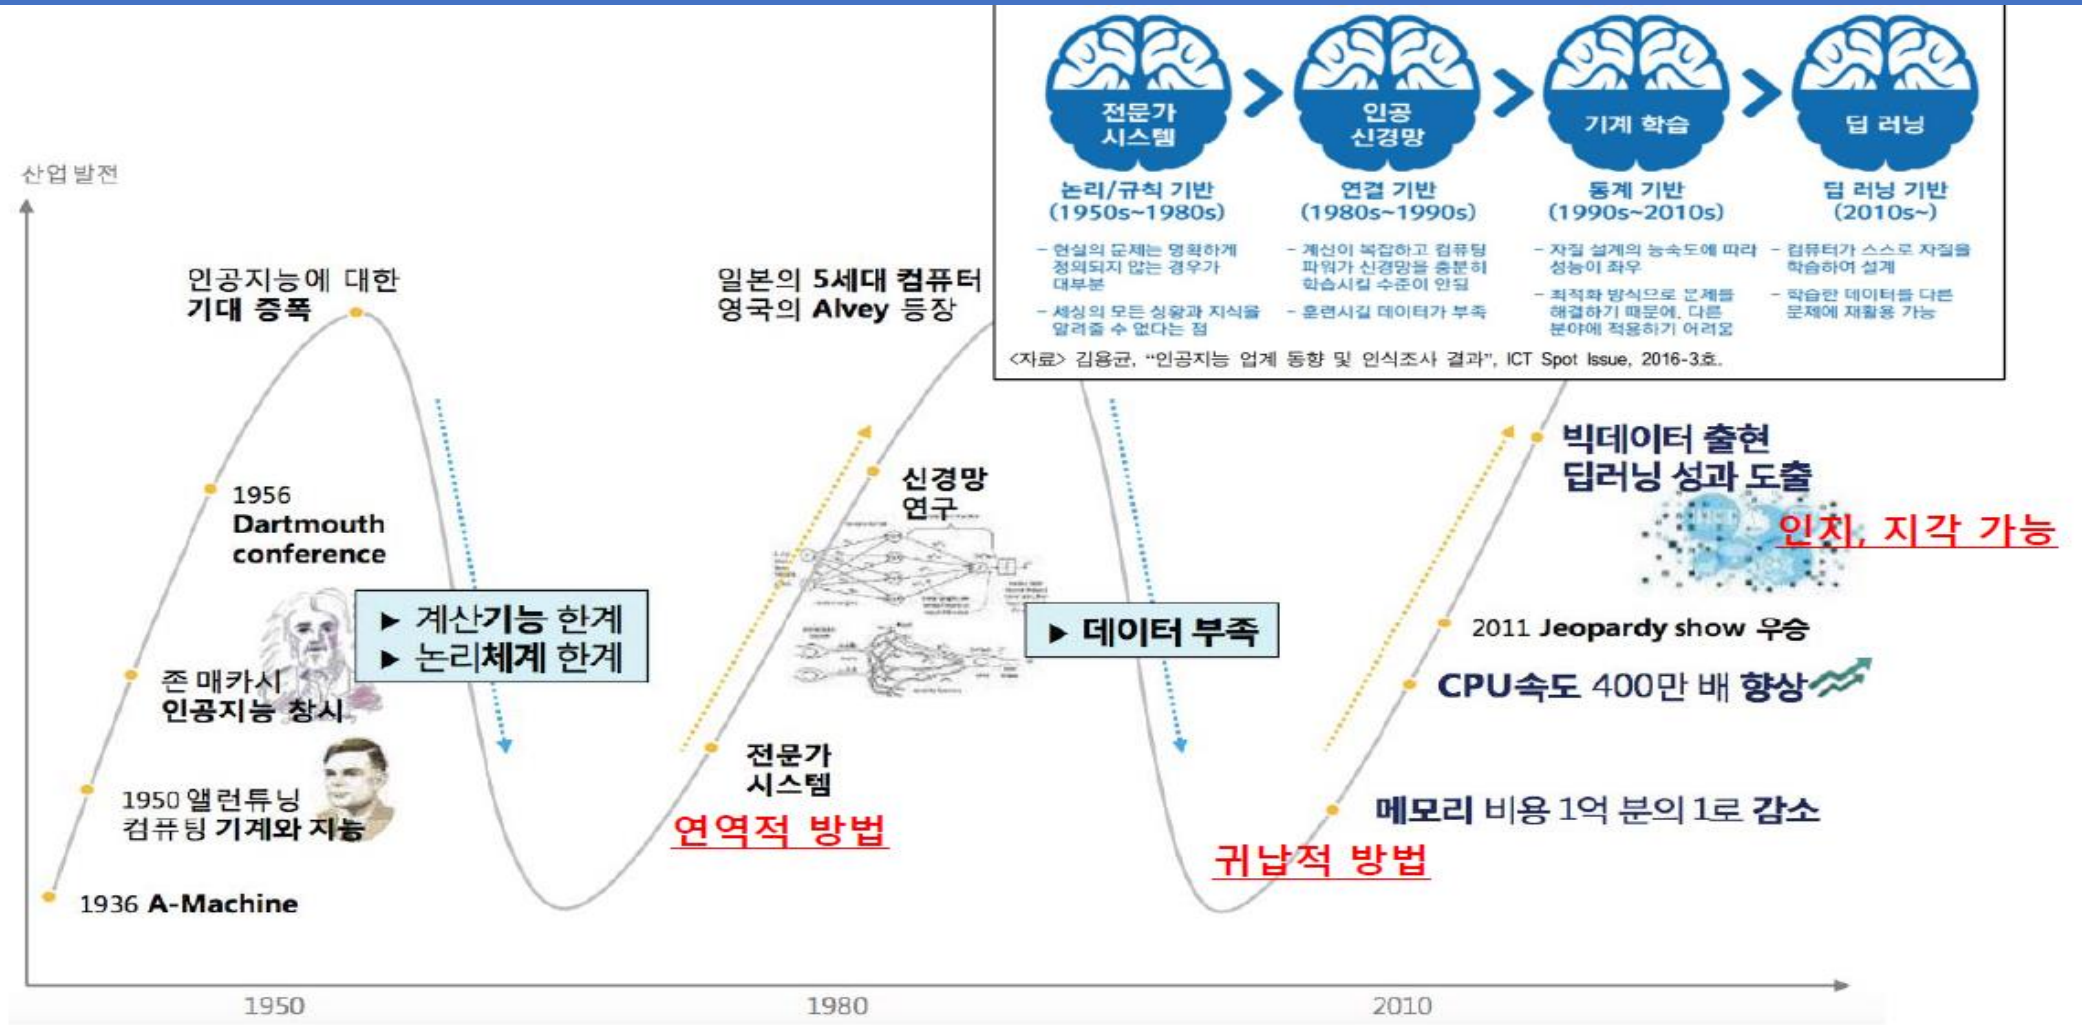 전문가
시스템
인공
신경망
기계 학습
딥 러닝
논리/규칙 기반
(1950s~1980s)
- 현실의 문제는 명확하게
정의되지 않는 경우가
대부분
- 세상의 모든 상황과 지식을
알려줄 수 없다는 점
연결 기반
(1980s~1990s)
- 계산이 복잡하고 컴퓨팅
파워가 신경망을 충분히
학습시킬 수준이 안됨
- 훈련시킬 데이터가 부족
통계 기반
(1990s~2010s)
- 자질 설계의 능숙도에 따라
성능이 좌우
- 최적화 방식으로 문제를
해결하기 때문에, 다른
분야에 적용하기 어려움
딥 러닝 기반
(2010s~)
- 컴퓨터가 스스로 자질을
학습하여 설계
- 학습한 데이터를 다른
문제에 재활용 가능
<자료> 김용균, “인공지능 업계 동향 및 인식조사 결과”, ICT Spot Issue, 2016-3호.
산업 발전
인공지능에 대한
기대 증폭
1956
Dartmouth
conference
존 매카시
인공지능 창시
1950 앨런튜닝
컴퓨팅 기계와 지능
1936 A-Machine
▶ 계산기능 한계
▶ 논리체계 한계
일본의 5세대 컴퓨터
영국의 Alvey 등장
신경망
연구
전문가
시스템
연역적 방법
▶ 데이터 부족
빅데이터 출현
딥러닝 성과 도출
인지, 지각 가능
2011 Jeopardy show 우승
CPU속도 400만 배 향상
메모리 비용 1억 분의 1로 감소
귀납적 방법
1950
1980
2010